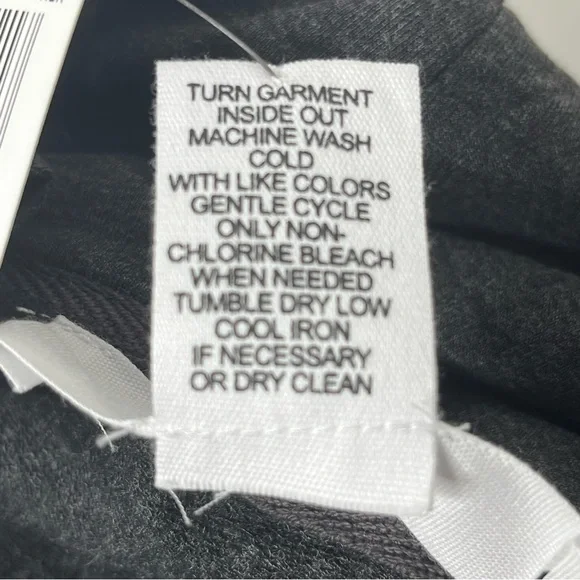 TURN GARMENT
INSIDE OUT
MACHINE WASH
COLD
WITH LIKE COLORS
GENTLE CYCLE
ONLY NON-
CHLORINE BLEACH
WHEN NEEDED
TUMBLE DRY LOW
COOL IRON
IF NECESSARY
OR DRY CLEAN